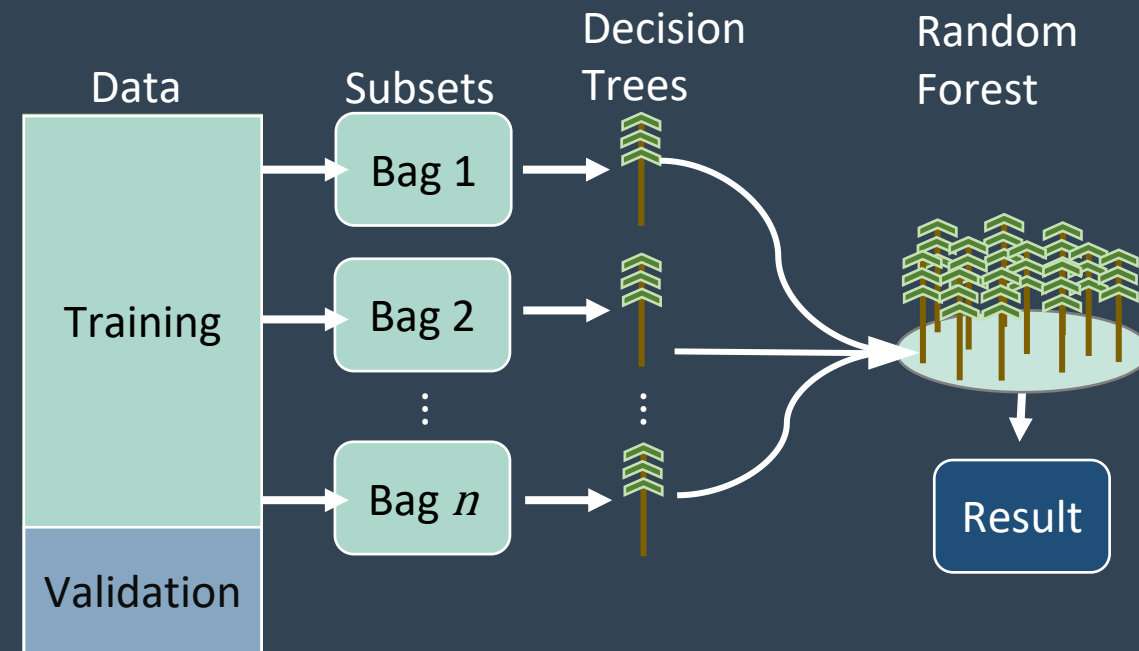 Data
Subsets
Decision
Trees
Random
Forest
Training
Validation
Bag 1
Bag 2
⋮
Bag n
⋮
Result